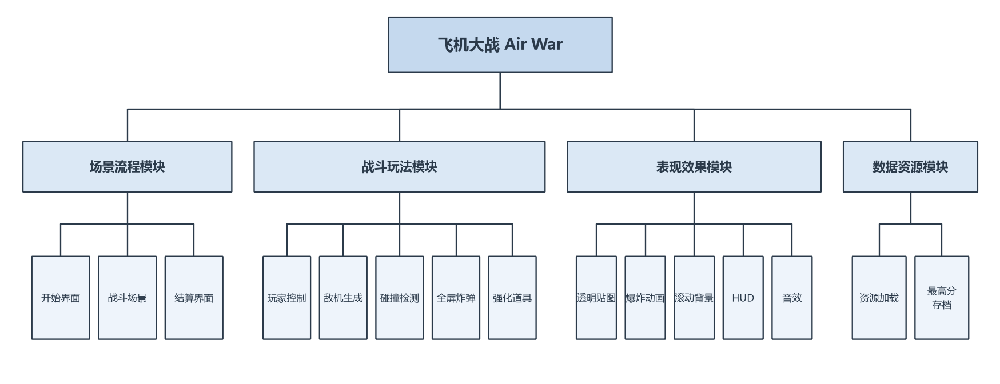 飞机大战 Air War
场景流程模块
战斗玩法模块
表现效果模块
数据资源模块
开始界面
战斗场景
结算界面
玩家控制
敌机生成
碰撞检测
全屏炸弹
强化道具
透明贴图
爆炸动画
滚动背景
HUD
音效
资源加载
最高分
存档